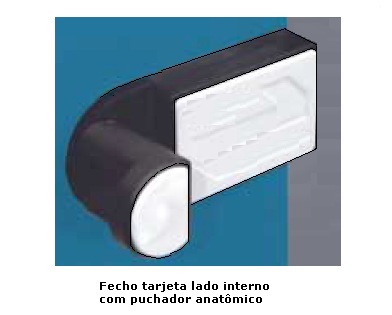 Fecho tarjeta lado interno
com puchador anatômico